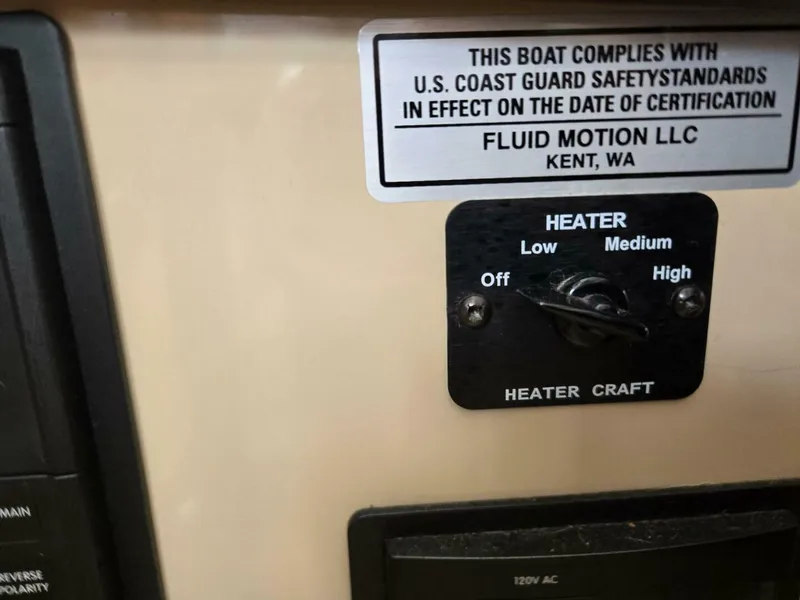 THIS BOAT COMPLIES WITH
U.S. COAST GUARD SAFETYSTANDARDS
IN EFFECT ON THE DATE OF CERTIFICATION
FLUID MOTION LLC
KENT, WA
HEATER
Low Medium
Off High
HEATER CRAFT
MAIN
REVERSE
POLARITY
120V AC